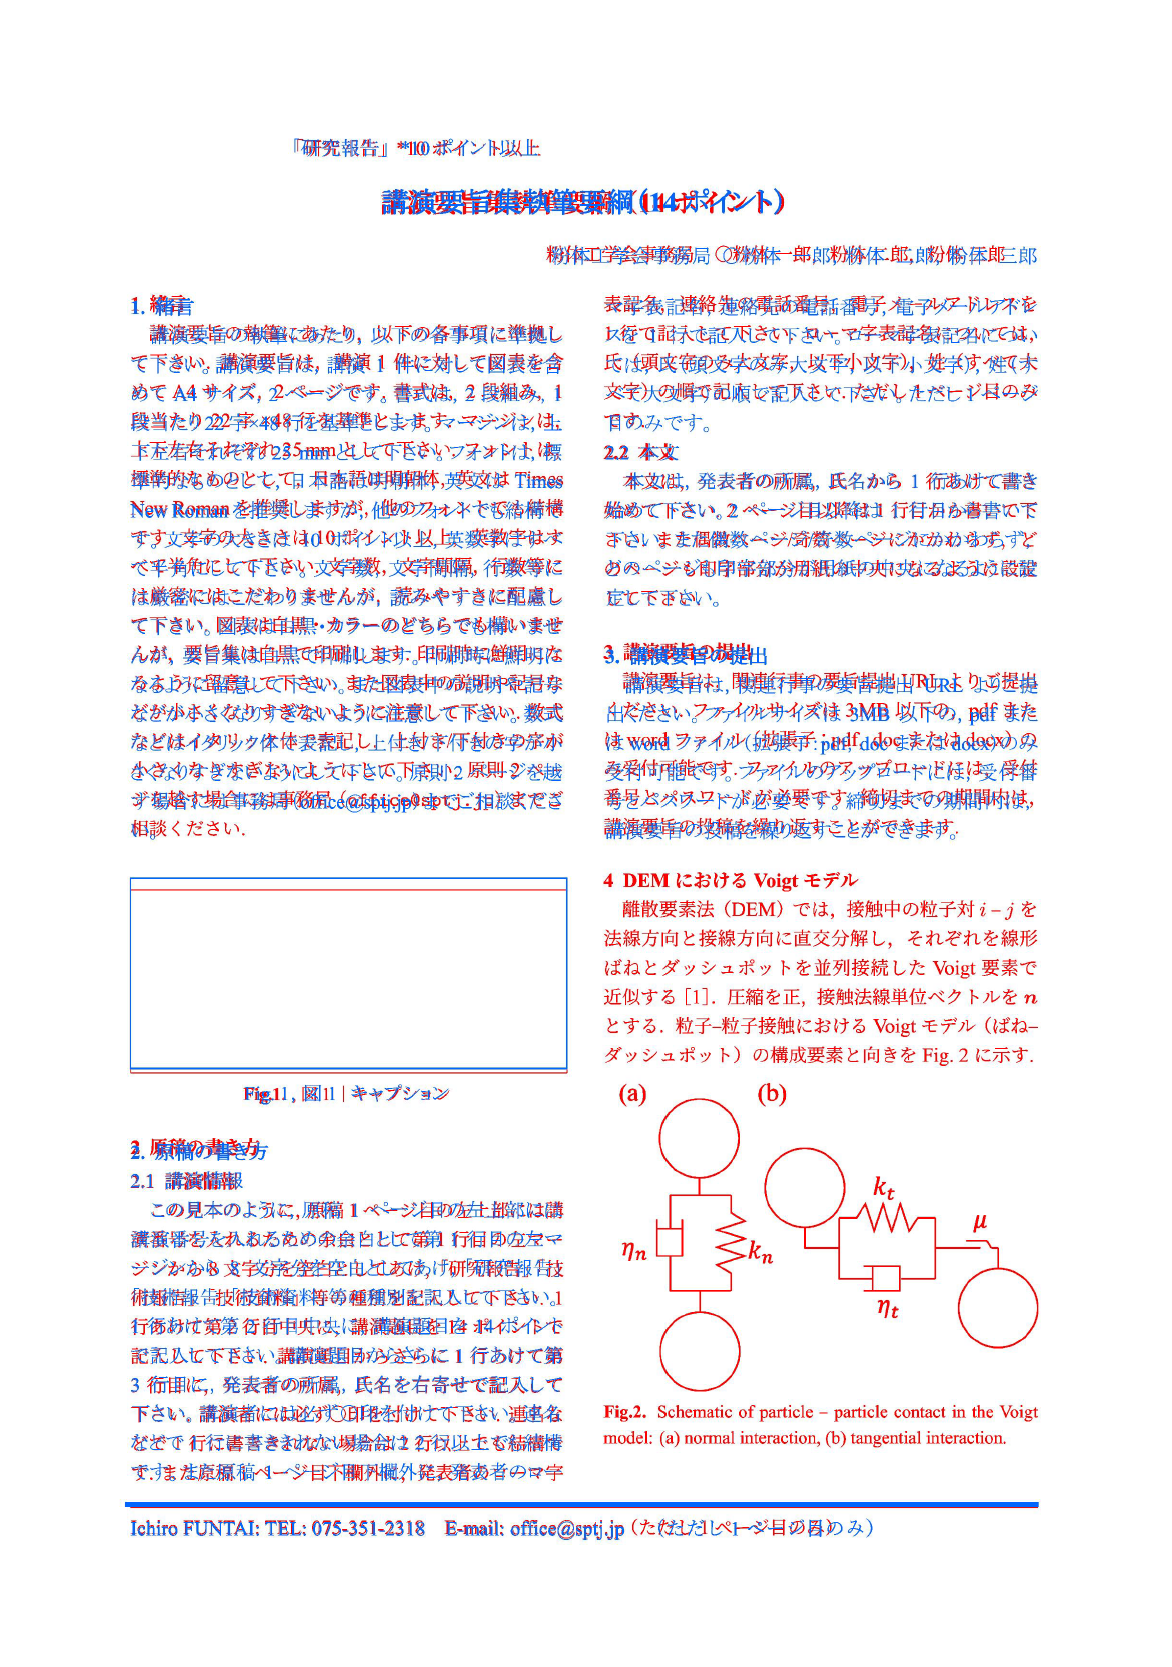 『研究報告』*10 ポイント以上
講演要旨集執筆要綱（14ポイント）
粉体工学会事務局　〇粉体一郎, 粉体二郎, 粉体三郎
1. 緒言
講演要旨の執筆にあたり，以下の各事項に準拠し
て下さい．講演要旨は，講演 1 件に対して図表を含
めて A4 サイズ，2 ページです．書式は，2 段組み，1
段当たり 22 字 ×48 行を基準とします．マージンは，
上下左右それぞれ 25 mm として下さい．フォントは，
標準的なものとして，日本語は明朝体，英文は Times
New Roman を推奨しますが，他のフォントでも結構
です．文字の大きさは 10 ポイント以上，英数字はす
べて半角にして下さい．文字数，文字間隔，行数等に
は厳密にはこだわりませんが，読みやすさに配慮し
て下さい．図表は白黒・カラーのどちらでも構いませ
んが，要旨集は白黒で印刷します．印刷時に鮮明にな
るように留意して下さい．また図表中の説明や記号な
どが小さくなりすぎないように注意して下さい．数式
などはイタリック体で表記し，上付き/下付きの字が
小さくなりすぎないようにして下さい．原則 2 ページ
を越す場合には事務局（office@sptj.jp）までご
相談ください．
Fig.1, 図 1 | キャプション
2. 原稿の書き方
2.1 講演情報
この見本のように，原稿 1 ページ目の左上部には講
演番号を入れるための余白として第 1 行目の左マー
ジンから 8 文字分を空白としてあけ，『研究報告』『技
術報告』『技術資料』等の種別を記入して下さい．1
行あけて第 2 行目中央に，講演題目を 14 ポイントで
記入して下さい．講演題目からさらに 1 行あけて第
3 行目に，発表者の所属，氏名を右寄せで記入して
下さい．講演者には必ず〇印を付けて下さい．連名な
どで 1 行に書ききれない場合は 2 行以上でも結構で
す．また原稿 1 ページ目下欄外に，発表者のローマ字
表記名，連絡先の電話番号，電子メールアドレスを
1 行で記入して下さい．ローマ字表記名については，
氏（頭文字のみ大文字，以下小文字），姓（すべて大
文字）の順で記入して下さい．ただし 1 ページ目のみ
です．
2.2 本文
本文は，発表者の所属，氏名から 1 行あけて書き
始めて下さい．2 ページ目以降は 1 行目から書いて下
さい．また偶数ページ/奇数ページにかかわらず，ど
のページも印字部分が用紙の中央になるように設定
して下さい．
3. 講演要旨の提出
講演要旨は，関連行事の要旨提出 URL よりご提出
ください．ファイルサイズは 3MB 以下の，pdf また
は word ファイル（拡張子：pdf, doc または docx）の
み受付可能です．ファイルのアップロードには，受付
番号とパスワードが必要です．締切までの期間内は，
講演要旨の投稿を繰り返すことができます．
4 DEM における Voigt モデル
離散要素法（DEM）では，接触中の粒子対 i – j を
法線方向と接線方向に直交分解し，それぞれを線形
ばねとダッシュポットを並列接続した Voigt 要素で
近似する［1］．圧縮を正，接触法線単位ベクトルを n
とする．粒子–粒子接触における Voigt モデル（ばね–
ダッシュポット）の構成要素と向きを Fig. 2 に示す．
(a) (b)
η_n k_n k_t η_t μ
Fig.2. Schematic of particle – particle contact in the Voigt
model: (a) normal interaction, (b) tangential interaction.
Ichiro FUNTAI: TEL: 075-351-2318　E-mail: office@sptj.jp（ただし 1 ページ目のみ）